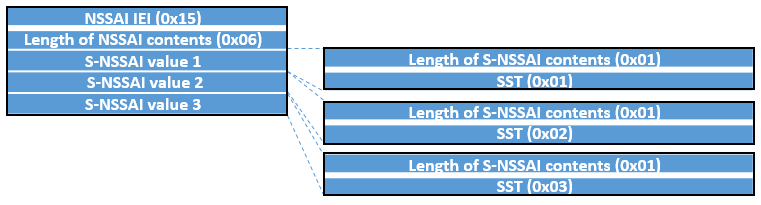 NSSAI IEI (0x15)
Length of NSSAI contents (0x06)
S-NSSAI value 1
S-NSSAI value 2
S-NSSAI value 3
Length of S-NSSAI contents (0x01)
SST (0x01)
Length of S-NSSAI contents (0x01)
SST (0x02)
Length of S-NSSAI contents (0x01)
SST (0x03)